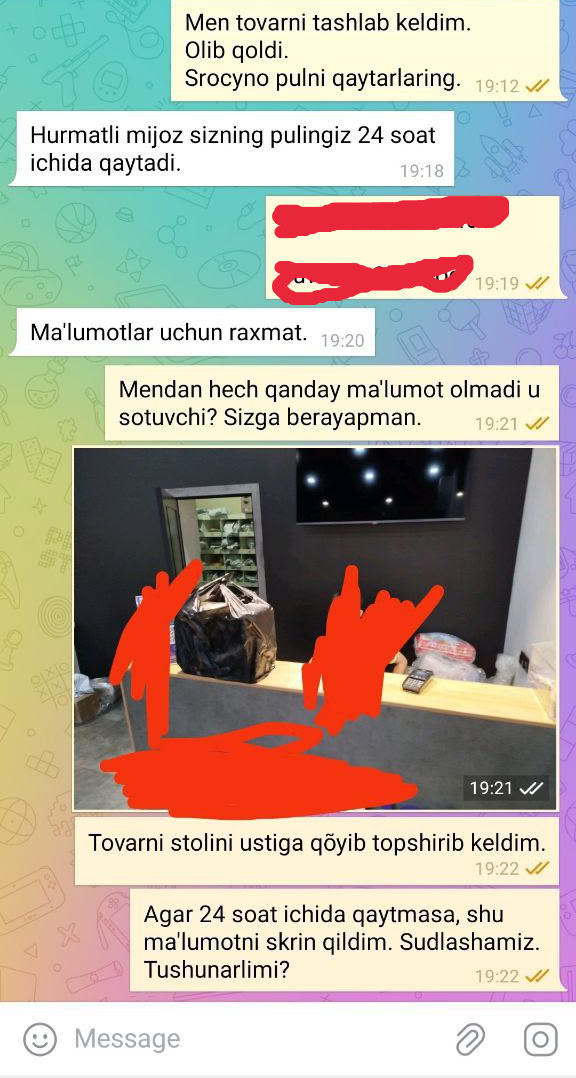 Men tovarni tashlab keldim.
Olib qoldi.
Srocyno pulni qaytarlaring. 19:12
Hurmatli mijoz sizning pulingiz 24 soat
ichida qaytadi. 19:18
19:19
Ma'lumotlar uchun raxmat. 19:20
Mendan hech qanday ma'lumot olmadi u
sotuvchi? Sizga berayapman. 19:21
19:21
Tovarni stolini ustiga qõyib topshirib keldim.
19:22
Agar 24 soat ichida qaytmasa, shu
ma'lumotni skrin qildim. Sudlashamiz.
Tushunarlimi? 19:22
Message